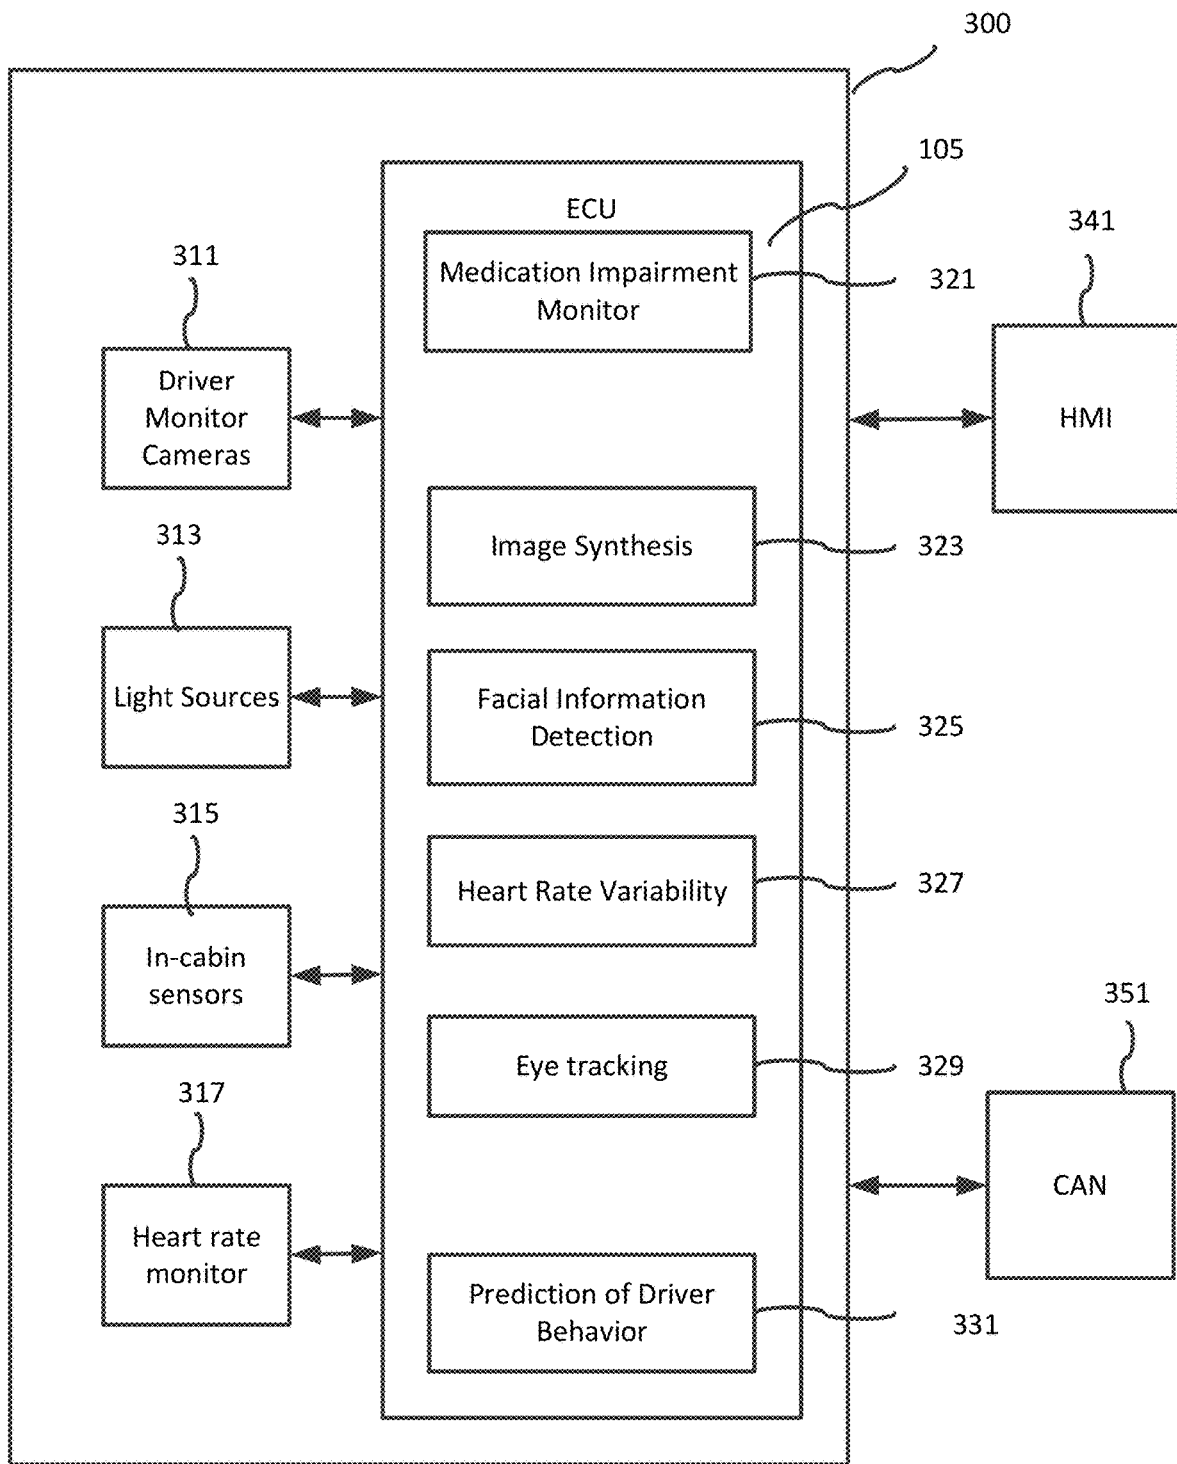 300
105
ECU
341
311
Medication Impairment
Monitor
321
Driver
Monitor
Cameras
HMI
313
Image Synthesis
323
Light Sources
Facial Information
Detection
325
315
Heart Rate Variability
327
In-cabin
sensors
351
Eye tracking
329
317
CAN
Heart rate
monitor
Prediction of Driver
Behavior
331